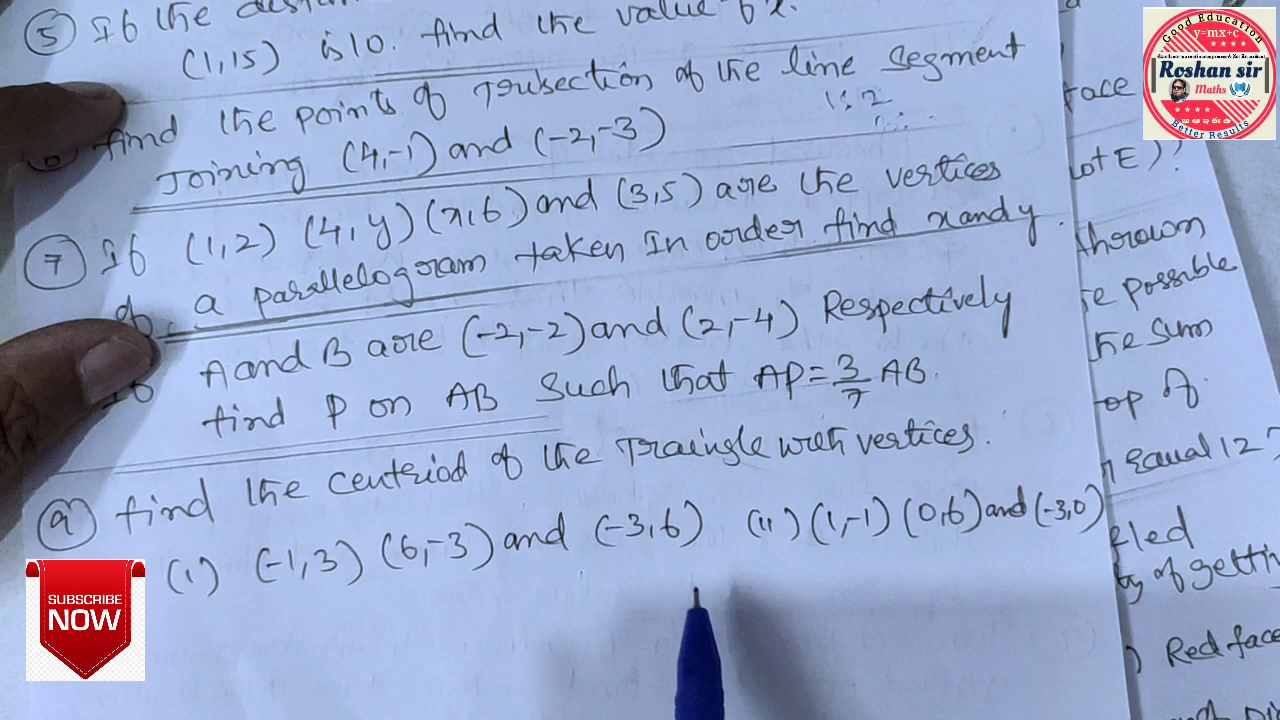 ⑤ If the
(1,15) is 10. find the value of x.
find the points of Trisection of the line segment
Joining (4,-1) and (-2,-3)
1:2
⑦ If (1,2) (4,y) (x,6) and (3,5) are the vertices
of a parallelogram taken In order find x and y.
If A and B are (-2,-2) and (2,-4) Respectively
find P on AB such that AP = 3/7 AB.
⑨ find the centriod of the Traingle with vertices.
(i) (-1,3) (6,-3) and (-3,6) (ii) (1,-1) (0,6) and (-3,0)
face
not E)?
thrown
possible
the sum
top of
Equal 12?
of getting
) Red face
Good Education
y=mx+c
Roshan sir
Maths
Better Results
SUBSCRIBE
NOW